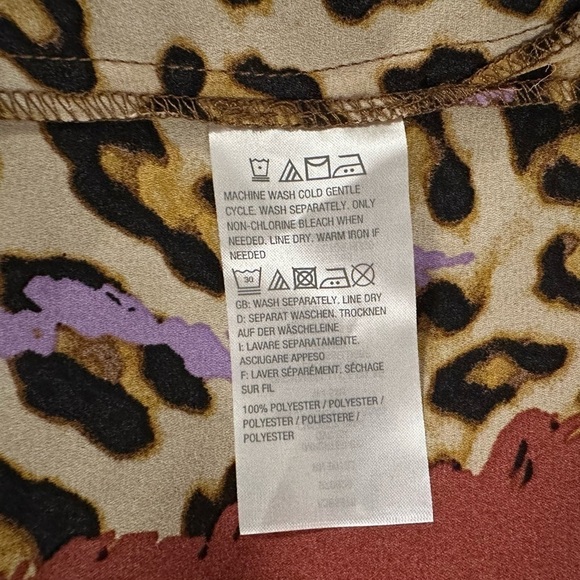 MACHINE WASH COLD GENTLE
CYCLE. WASH SEPARATELY. ONLY
NON-CHLORINE BLEACH WHEN
NEEDED. LINE DRY. WARM IRON IF
NEEDED
30
GB: WASH SEPARATELY. LINE DRY
D: SEPARAT WASCHEN. TROCKNEN
AUF DER WÄSCHELEINE
I: LAVARE SEPARATAMENTE.
ASCIUGARE APPESO
F: LAVER SÉPARÉMENT. SÉCHAGE
SUR FIL
100% POLYESTER / POLYESTER /
POLYESTER / POLIESTERE /
POLYESTER